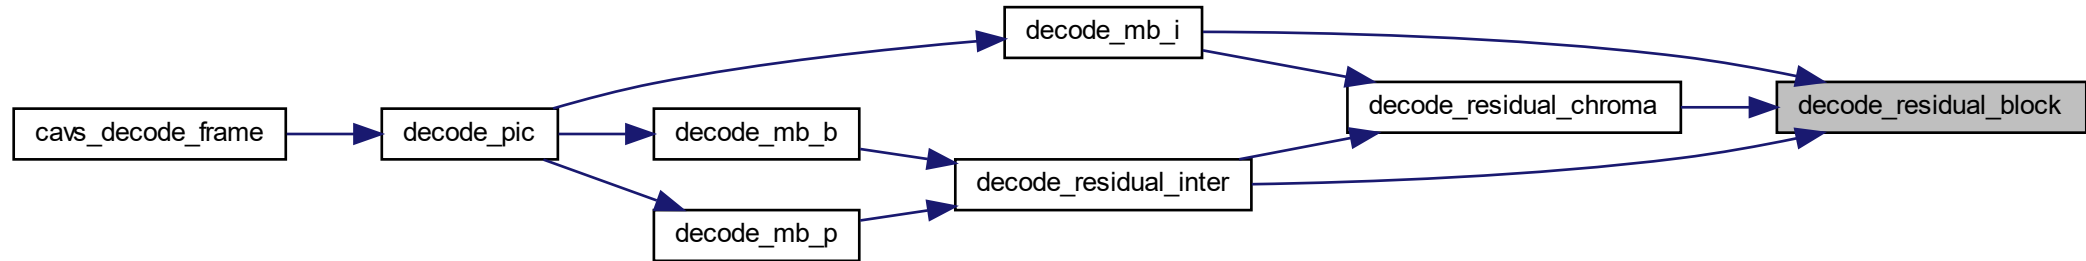 cavs_decode_frame
decode_pic
decode_mb_i
decode_mb_b
decode_mb_p
decode_residual_inter
decode_residual_chroma
decode_residual_block